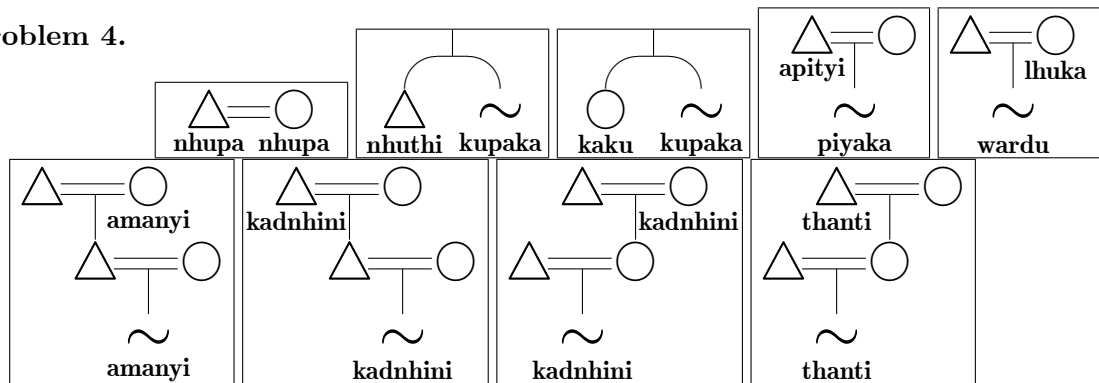 roblem 4.
apityi
lhuka
nhupa nhupa nhuthi kupaka kaku kupaka piyaka wardu
amanyi kadnhini kadnhini thanti
amanyi kadnhini kadnhini thanti